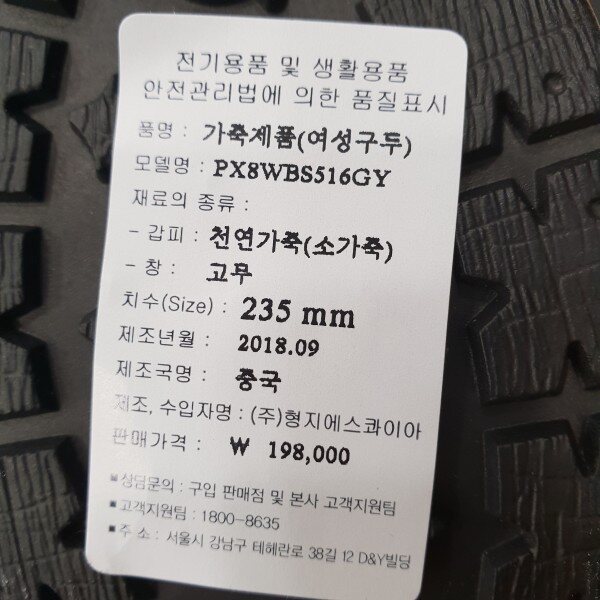 전기용품 및 생활용품
안전관리법에 의한 품질표시
품명 : 가죽제품(여성구두)
모델명 : PX8WBS516GY
재료의 종류 :
- 갑피 : 천연가죽(소가죽)
- 창 : 고무
치수(Size) : 235 mm
제조년월 : 2018.09
제조국명 : 중국
제조, 수입자명 : (주)형지에스콰이아
판매가격 : ₩ 198,000
■ 상담문의 : 구입 판매점 및 본사 고객지원팀
■ 고객지원팀 : 1800-8635
■ 주 소 : 서울시 강남구 테헤란로 38길 12 D&Y빌딩